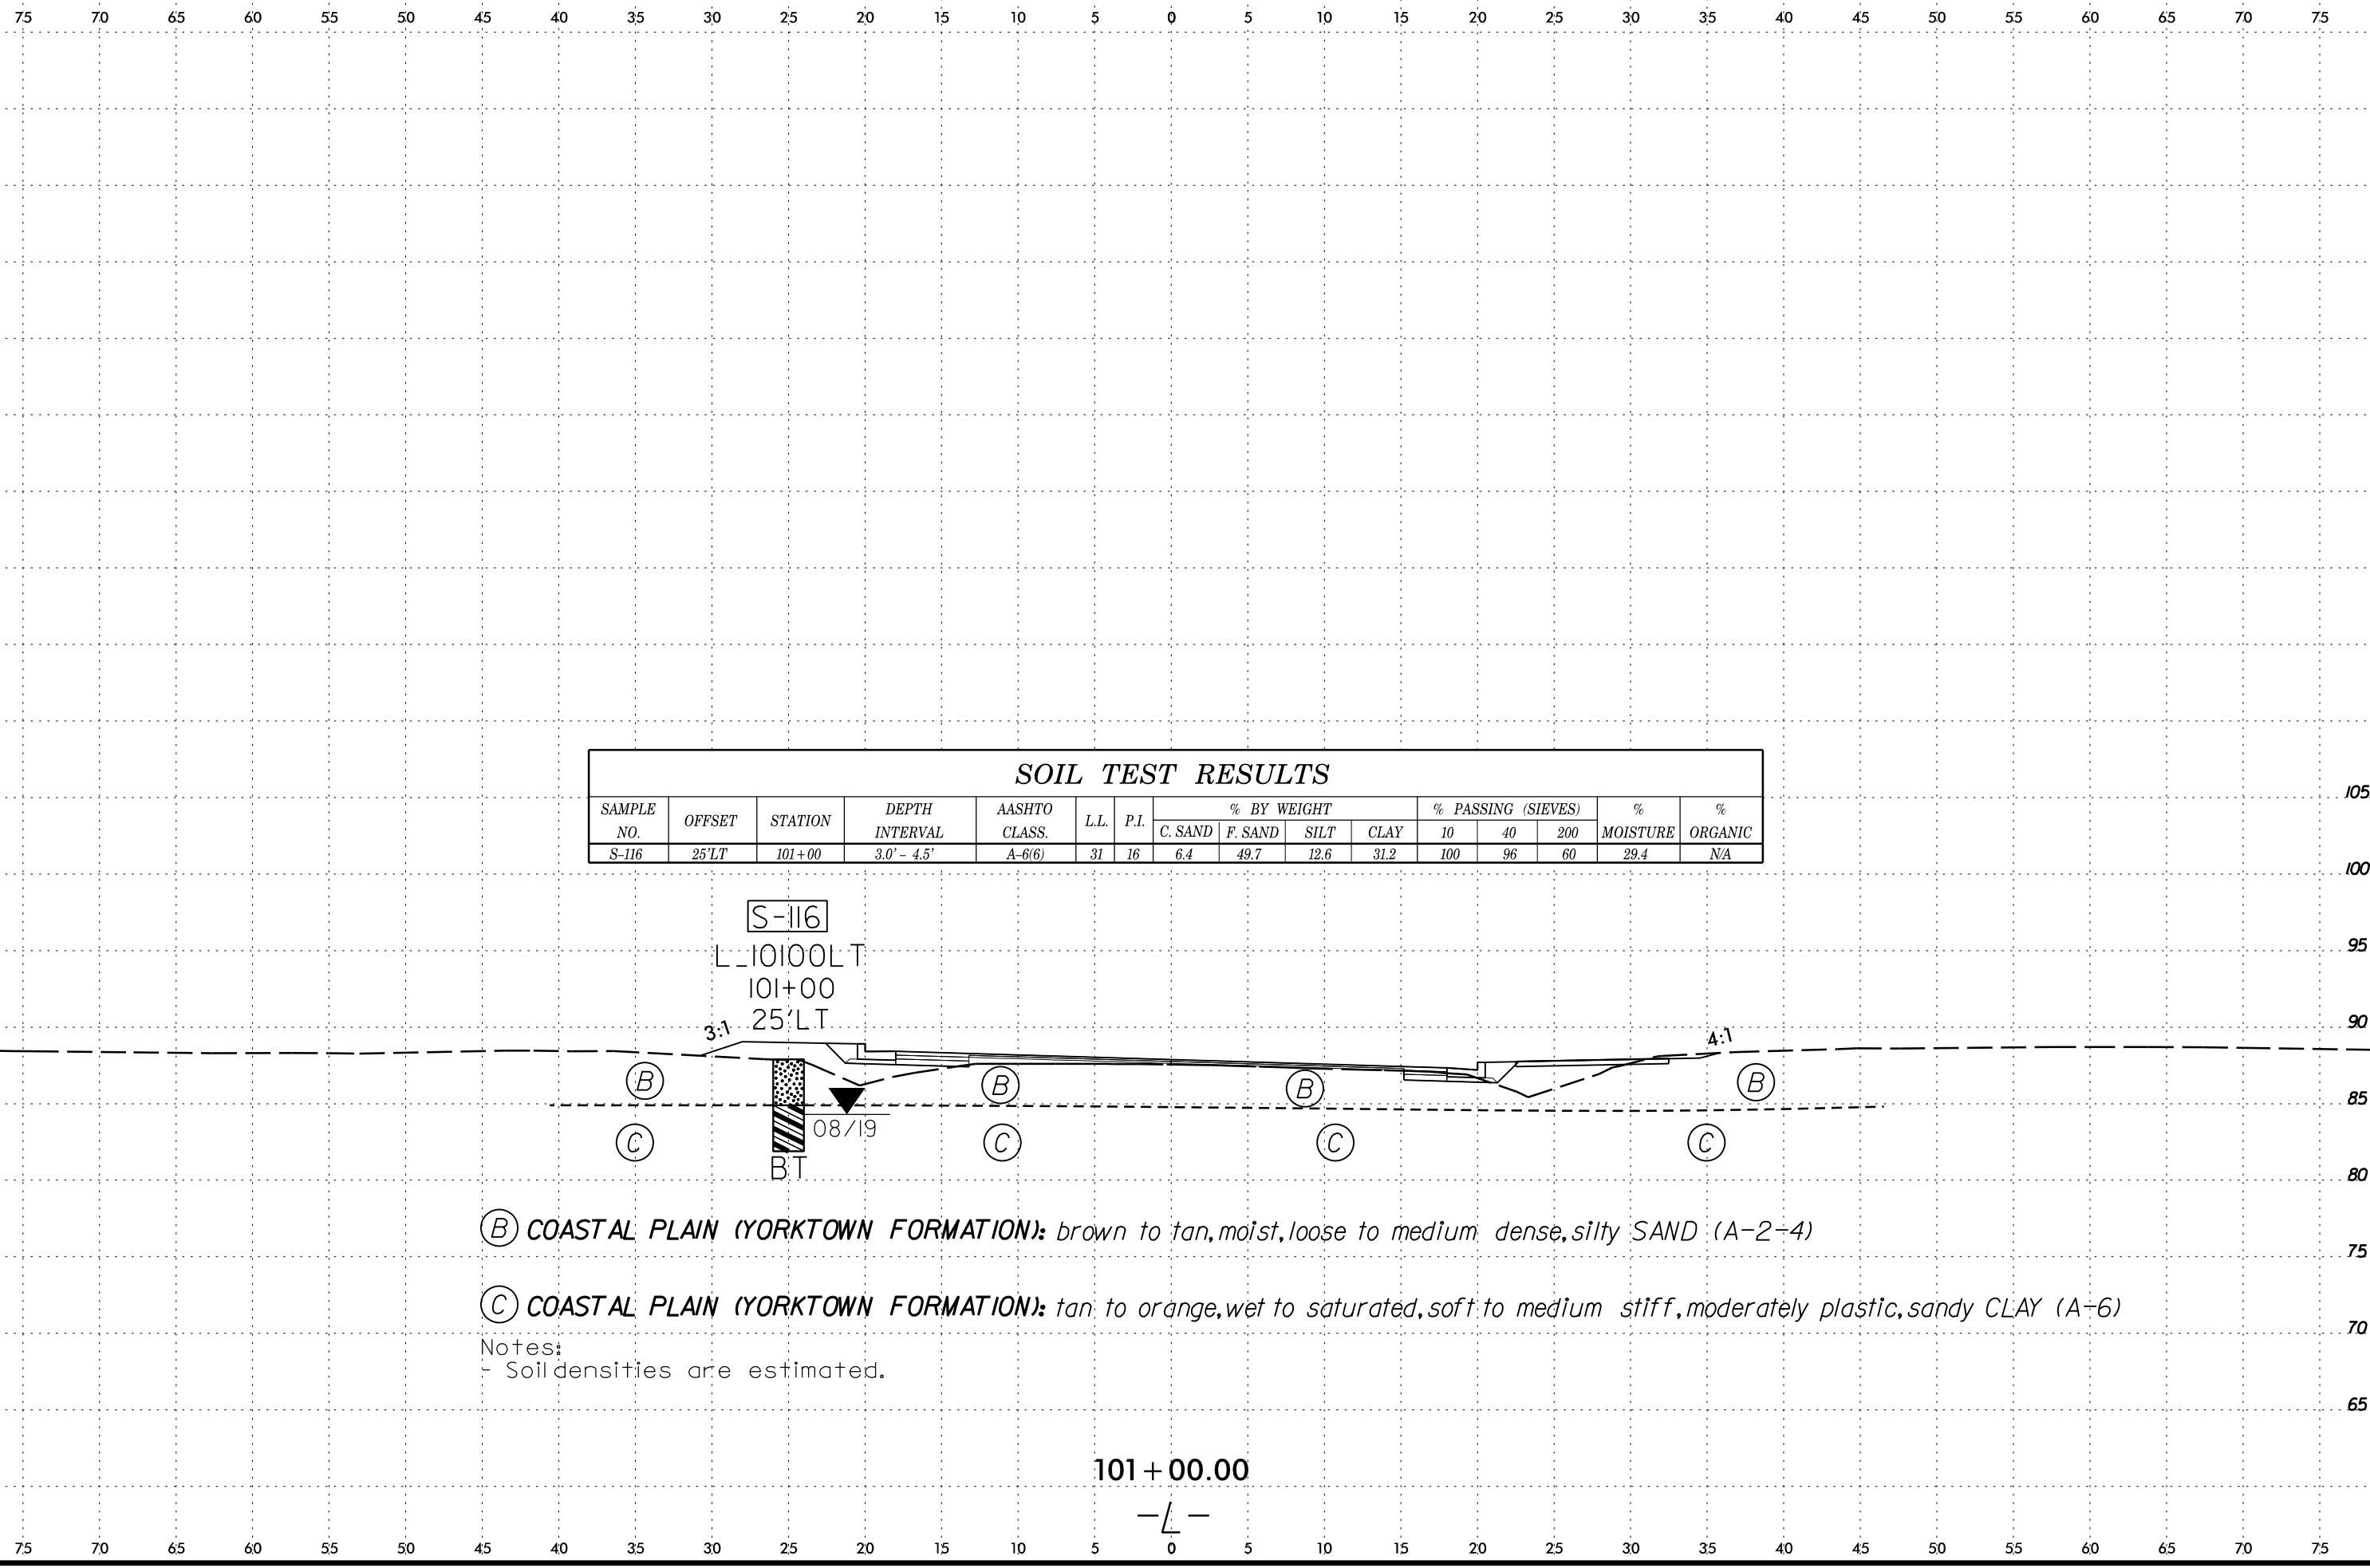 75 70 65 60 55 50 45 40 35 30 25 20 15 10 5 0 5 10 15 20 25 30 35 40 45 50 55 60 65 70 75
SOIL TEST RESULTS
SAMPLE NO. OFFSET STATION DEPTH INTERVAL AASHTO CLASS. L.L. P.I. % BY WEIGHT % PASSING (SIEVES) % MOISTURE % ORGANIC
C. SAND F. SAND SILT CLAY 10 40 200
S-116 25'LT 101+00 3.0' - 4.5' A-6(6) 31 16 6.4 49.7 12.6 31.2 100 96 60 29.4 N/A
105
100
S-116
95
L_10100LT
101+00
25'LT
90
3:1
4:1
B B B B
85
08/19
C C C C
BT
80
B COASTAL PLAIN (YORKTOWN FORMATION): brown to tan, moist, loose to medium dense, silty SAND (A-2-4)
75
C COASTAL PLAIN (YORKTOWN FORMATION): tan to orange, wet to saturated, soft to medium stiff, moderately plastic, sandy CLAY (A-6)
70
Notes:
- Soil densities are estimated.
65
101+00.00
-L-
75 70 65 60 55 50 45 40 35 30 25 20 15 10 5 0 5 10 15 20 25 30 35 40 45 50 55 60 65 70 75